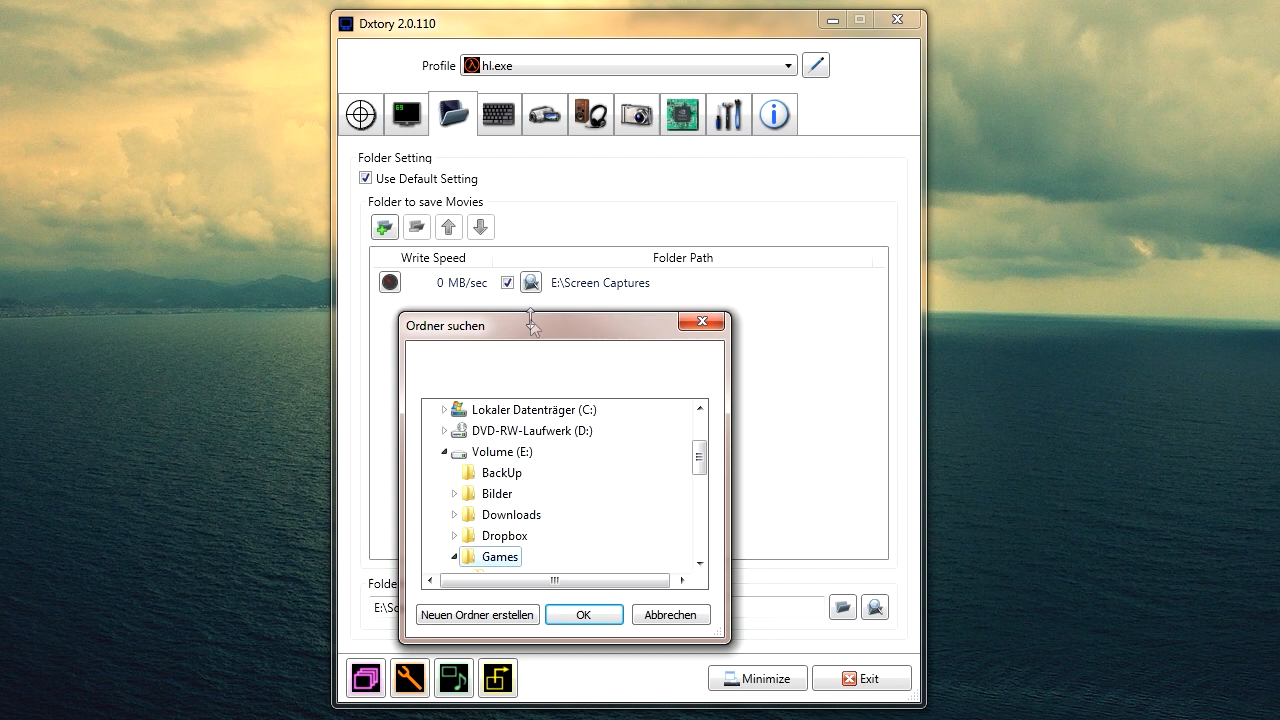 Dxtory 2.0.110
Profile hl.exe
69
Folder Setting
Use Default Setting
Folder to save Movies
Write Speed Folder Path
0 MB/sec E:\Screen Captures
Ordner suchen
Lokaler Datenträger (C:)
DVD-RW-Laufwerk (D:)
Volume (E:)
BackUp
Bilder
Downloads
Dropbox
Games
Folde
E:\Sc
Neuen Ordner erstellen OK Abbrechen
Minimize Exit